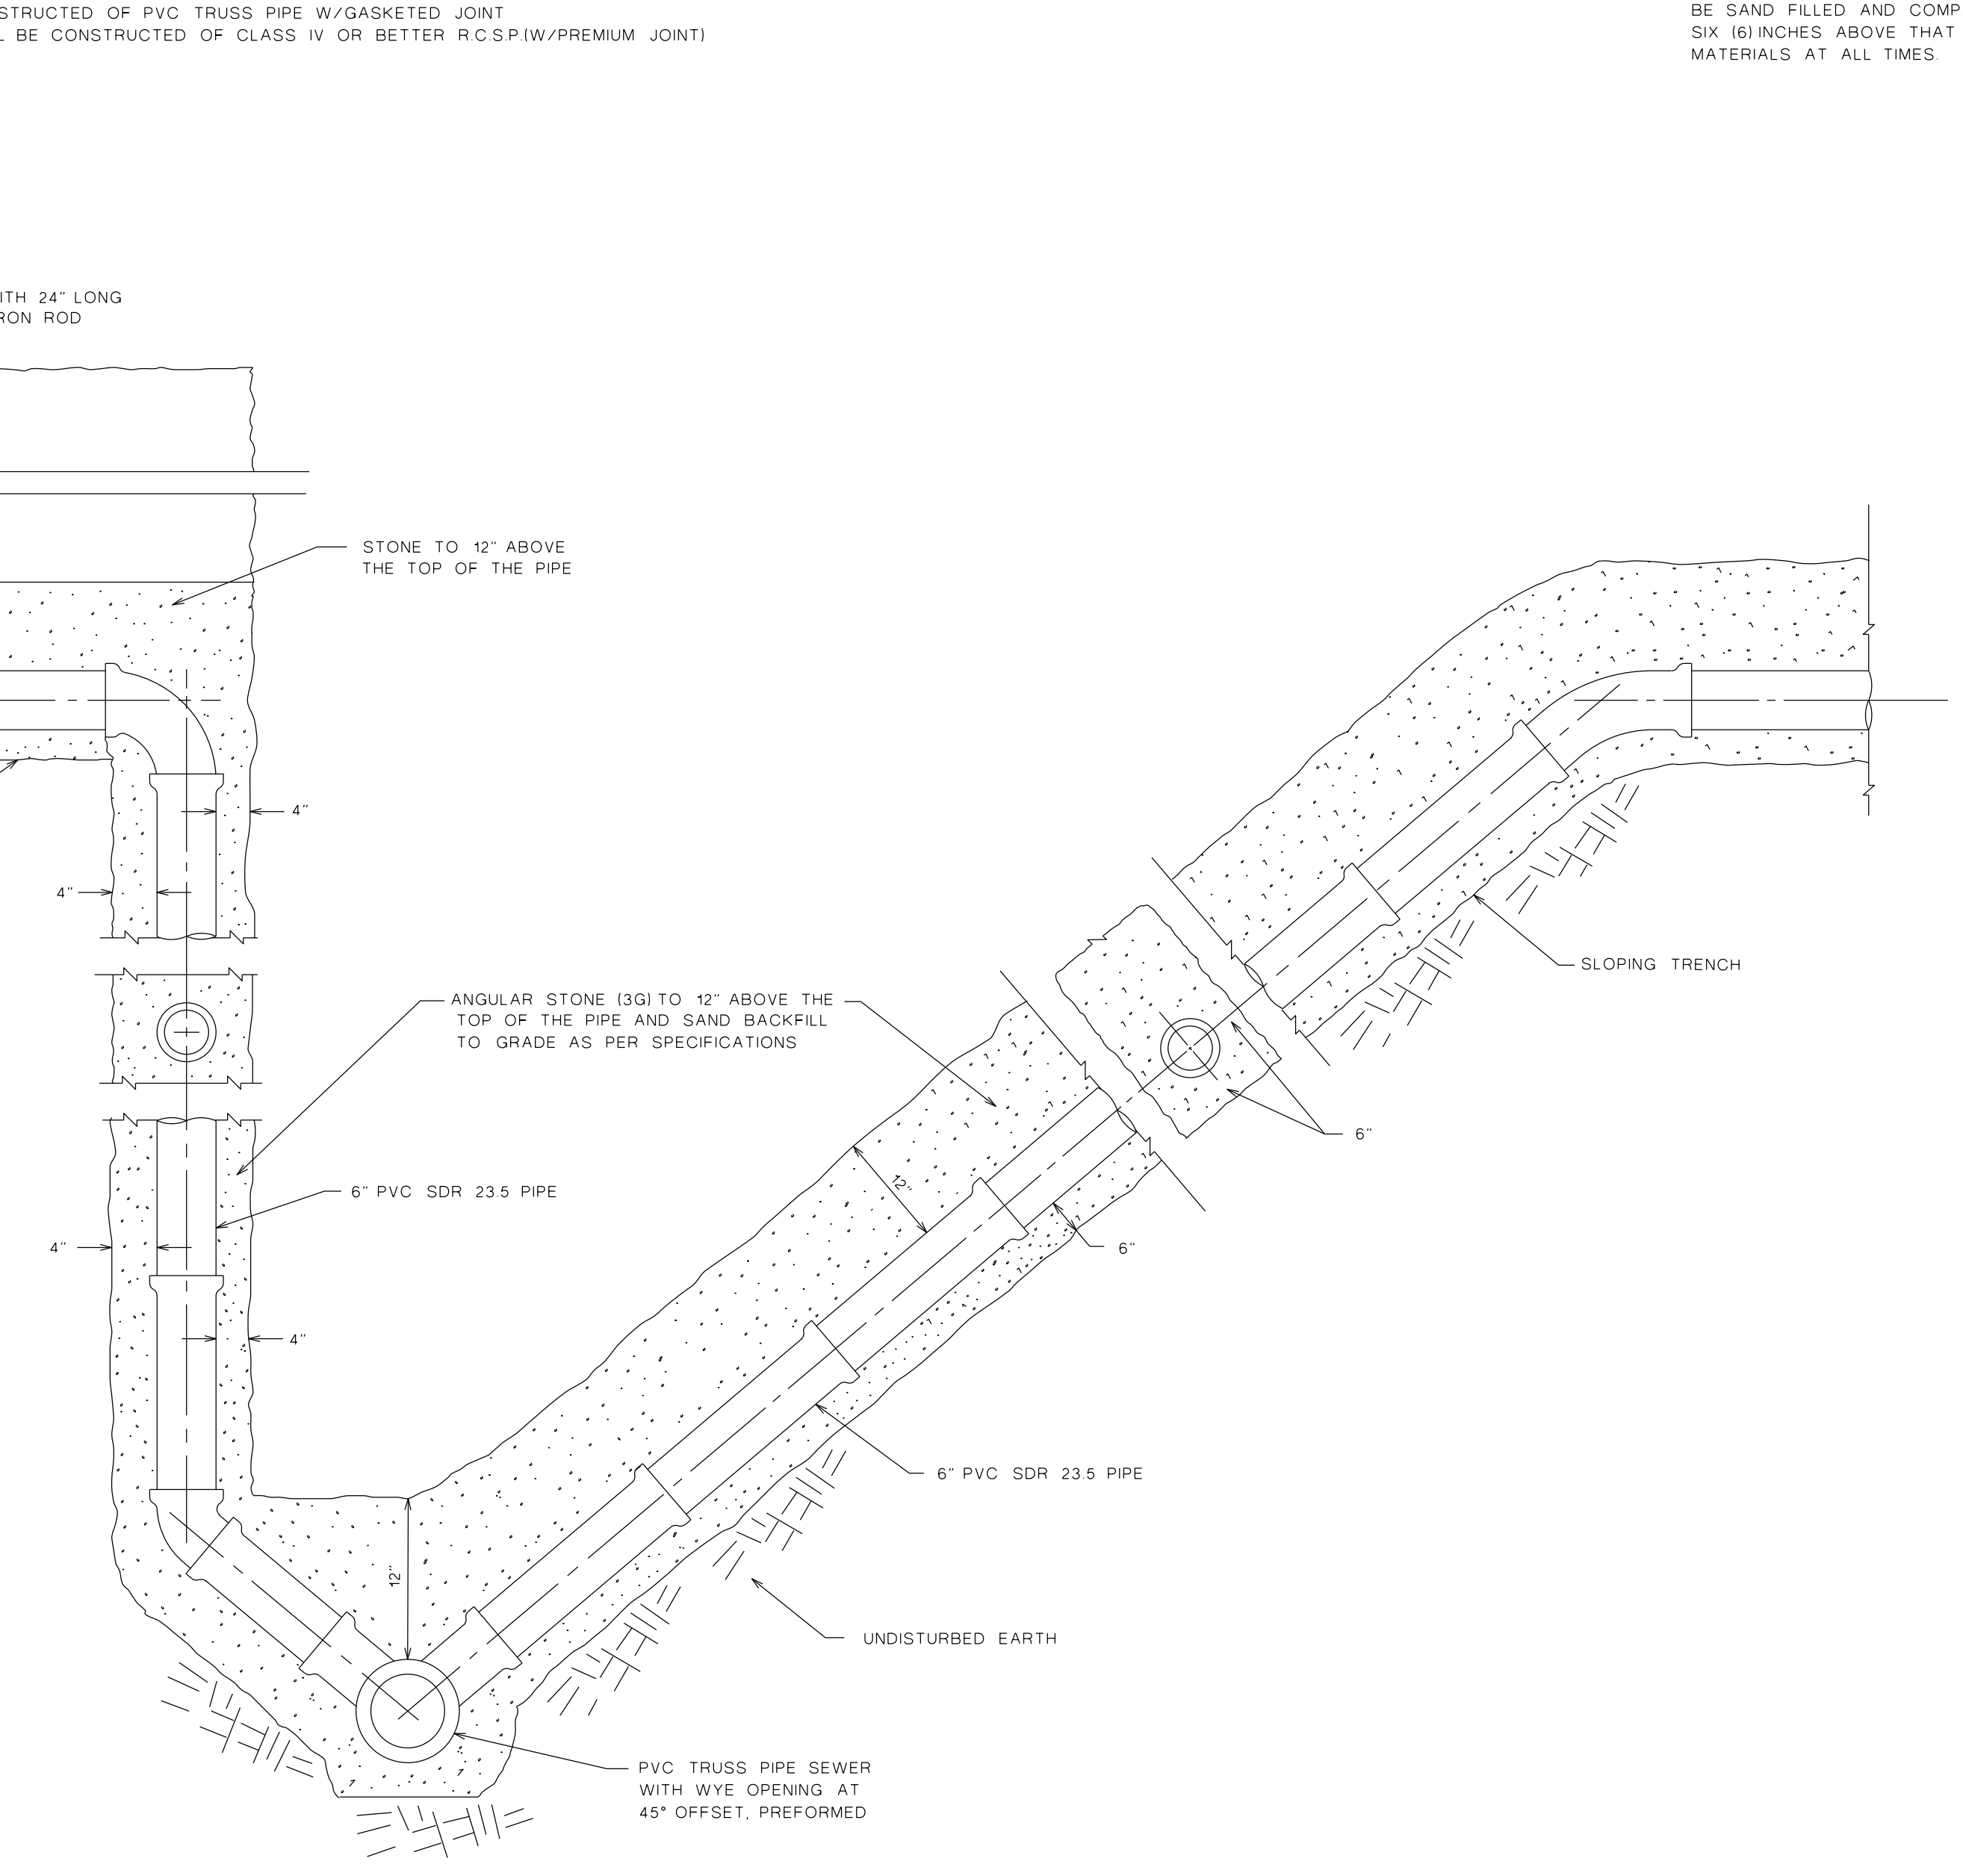 STRUCTED OF PVC TRUSS PIPE W/GASKETED JOINT
L BE CONSTRUCTED OF CLASS IV OR BETTER R.C.S.P.(W/PREMIUM JOINT)
BE SAND FILLED AND COMP
SIX (6) INCHES ABOVE THAT
MATERIALS AT ALL TIMES.
ITH 24" LONG
RON ROD
STONE TO 12" ABOVE
THE TOP OF THE PIPE
4"
4"
SLOPING TRENCH
ANGULAR STONE (3G) TO 12" ABOVE THE
TOP OF THE PIPE AND SAND BACKFILL
TO GRADE AS PER SPECIFICATIONS
6"
12"
6" PVC SDR 23.5 PIPE
4"
6"
4"
6" PVC SDR 23.5 PIPE
12"
UNDISTURBED EARTH
PVC TRUSS PIPE SEWER
WITH WYE OPENING AT
45° OFFSET, PREFORMED